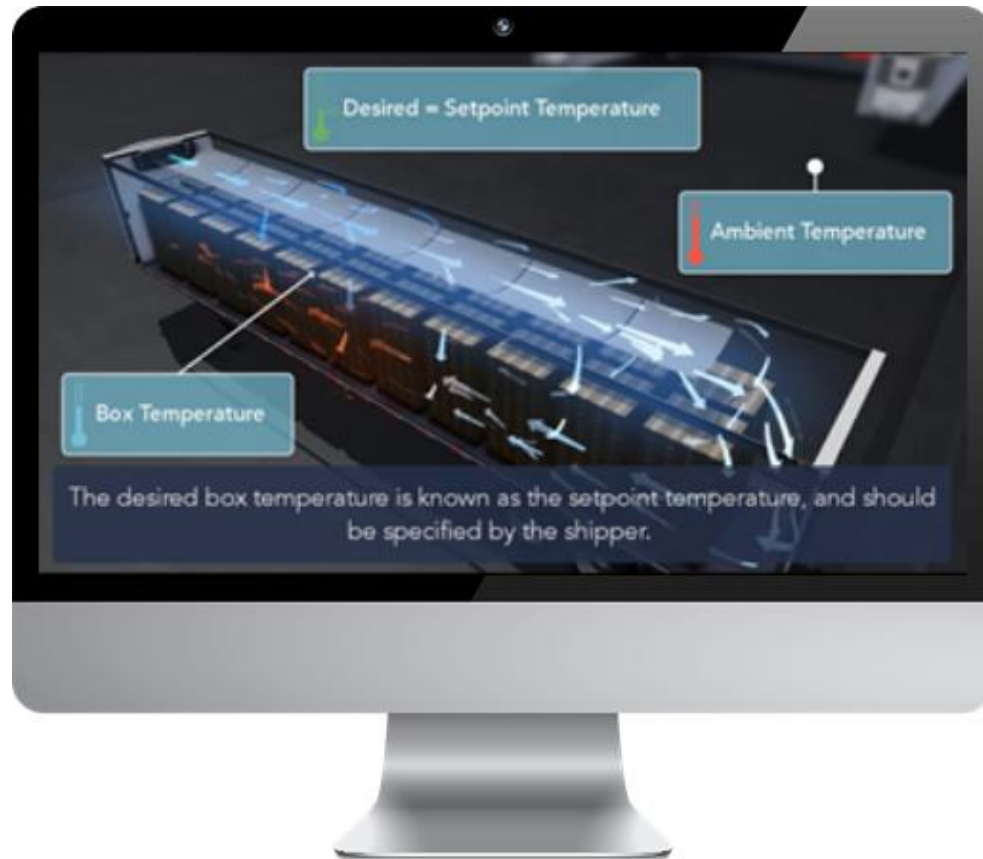 Desired = Setpoint Temperature
Ambient Temperature
Box Temperature
The desired box temperature is known as the setpoint temperature, and should
be specified by the shipper.